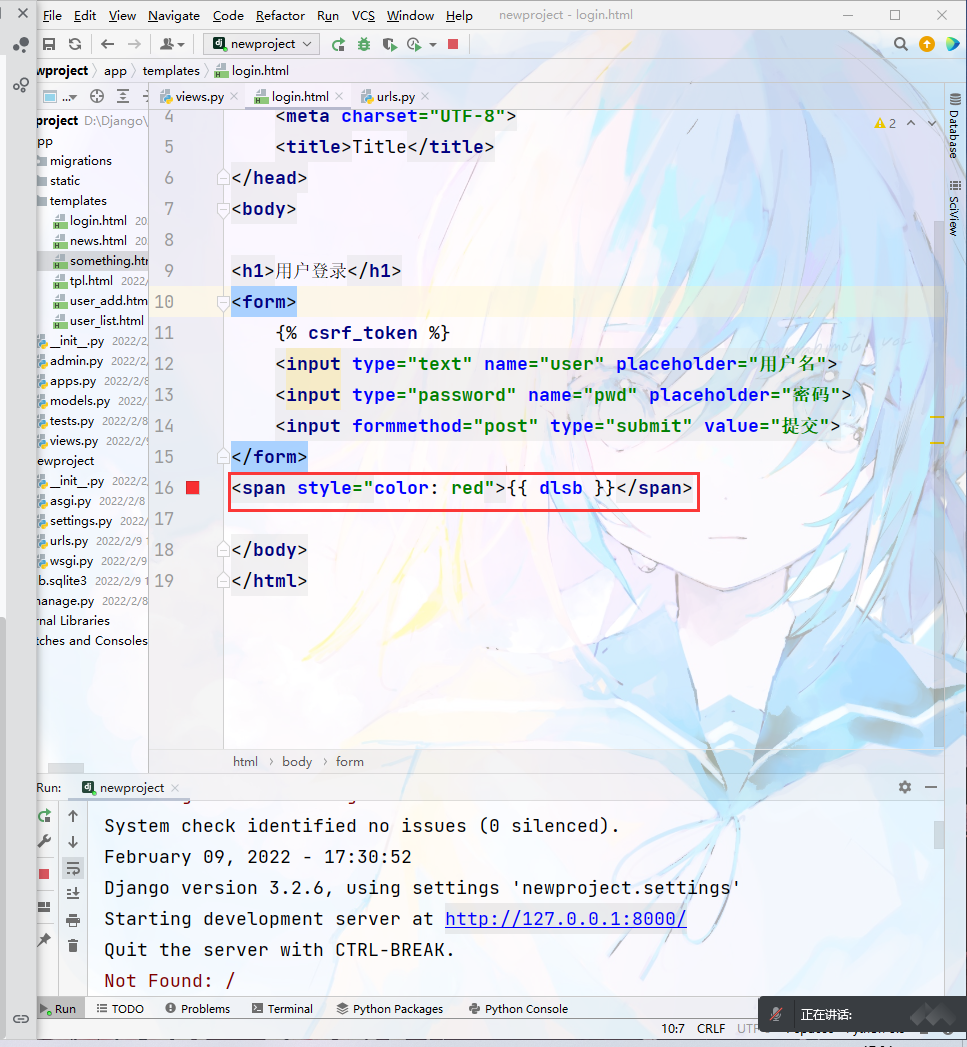 File Edit View Navigate Code Refactor Run VCS Window Help newproject - login.html
newproject
wproject app templates login.html
views.py login.html urls.py
project D:\Django\
pp
migrations
static
templates
login.html 20
news.html 20
something.htr
tpl.html 2022/
user_add.htm
user_list.html
__init__.py 2022/2/
admin.py 2022/2/
apps.py 2022/2/8
models.py 2022/2/
tests.py 2022/2/8
views.py 2022/2/9
ewproject
__init__.py 2022/2/
asgi.py 2022/2/8
settings.py 2022/2/
urls.py 2022/2/9 1
wsgi.py 2022/2/9
b.sqlite3 2022/2/9 1
anage.py 2022/2/8
nal Libraries
tches and Consoles
4 <meta charset="UTF-8">
5 <title>Title</title>
6 </head>
7 <body>
8
9 <h1>用户登录</h1>
10 <form>
11 {% csrf_token %}
12 <input type="text" name="user" placeholder="用户名">
13 <input type="password" name="pwd" placeholder="密码">
14 <input formmethod="post" type="submit" value="提交">
15 </form>
16 <span style="color: red">{{ dlsb }}</span>
17
18 </body>
19 </html>
2
Database
SciView
html body form
Run: newproject
System check identified no issues (0 silenced).
February 09, 2022 - 17:30:52
Django version 3.2.6, using settings 'newproject.settings'
Starting development server at http://127.0.0.1:8000/
Quit the server with CTRL-BREAK.
Not Found: /
Run TODO Problems Terminal Python Packages Python Console
正在讲话:
10:7 CRLF